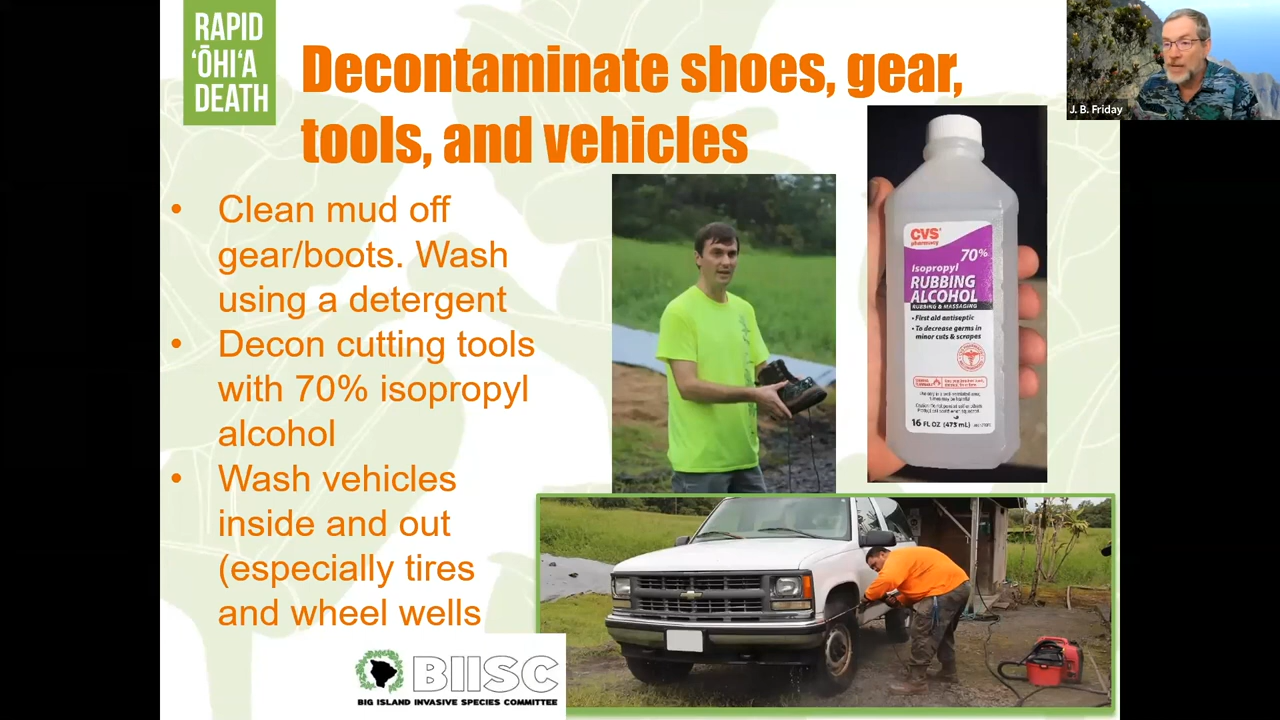 RAPID
ʻŌHIʻA
DEATH
Decontaminate shoes, gear,
tools, and vehicles
J. B. Friday
• Clean mud off
gear/boots. Wash
using a detergent
• Decon cutting tools
with 70% isopropyl
alcohol
• Wash vehicles
inside and out
(especially tires
and wheel wells
CVS
pharmacy
70%
Isopropyl
RUBBING
ALCOHOL
RUBBING & MASSAGING
• First aid antiseptic
• To decrease germs in
minor cuts & scrapes
16 FL OZ (473 mL)
BIISC
BIG ISLAND INVASIVE SPECIES COMMITTEE